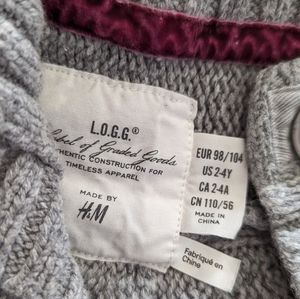 L.O.G.G.®
Label of Graded Goods
THENTIC CONSTRUCTION FOR
TIMELESS APPAREL
MADE BY
H&M
EUR 98/104
US 2-4Y
CA 2-4A
CN 110/56
MADE IN
CHINA
Fabriqué en
Chine